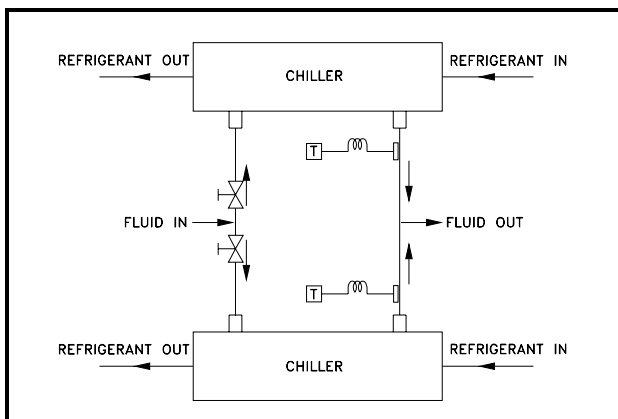 REFRIGERANT OUT
REFRIGERANT IN
CHILLER
T
FLUID IN
FLUID OUT
T
REFRIGERANT OUT
REFRIGERANT IN
CHILLER